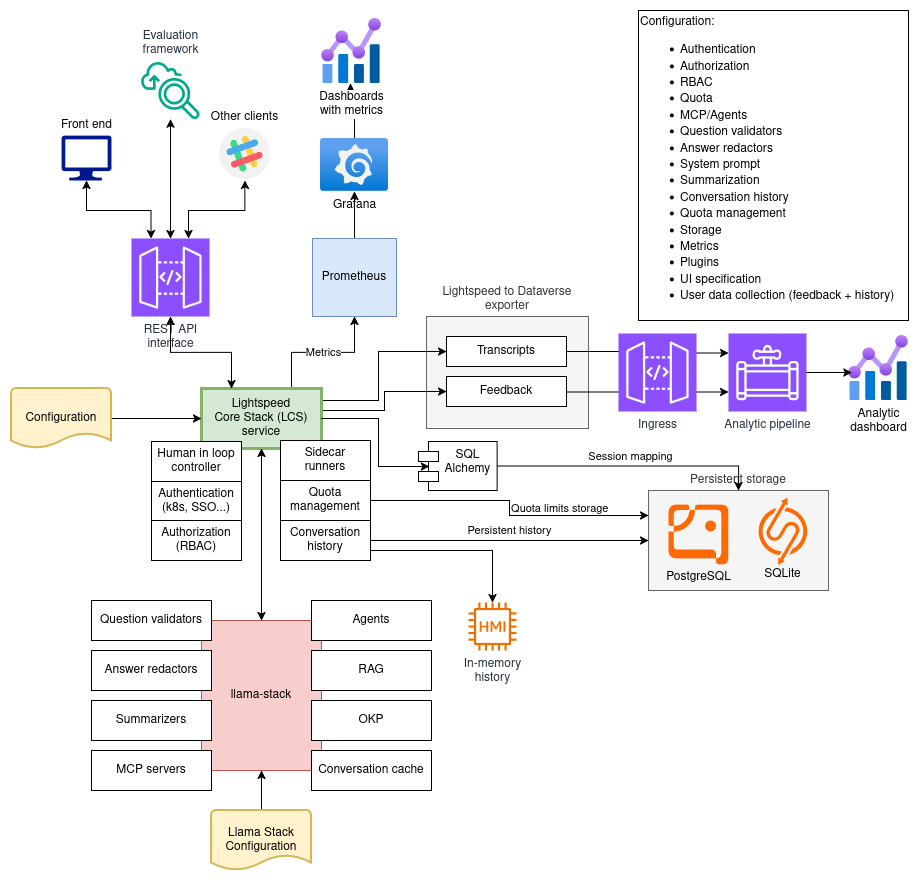 Configuration:
Authentication
Authorization
RBAC
Quota
MCP/Agents
Question validators
Answer redactors
System prompt
Summarization
Conversation history
Quota management
Storage
Metrics
Plugins
UI specification
User data collection (feedback + history)
Evaluation
framework
Front end
Other clients
Dashboards
with metrics
Grafana
Prometheus
REST API
interface
Metrics
Lightspeed to Dataverse
exporter
Transcripts
Feedback
Ingress
Analytic pipeline
Analytic
dashboard
Configuration
Lightspeed
Core Stack (LCS)
service
Human in loop
controller
Authentication
(k8s, SSO...)
Authorization
(RBAC)
Sidecar
runners
Quota
management
Conversation
history
SQL
Alchemy
Session mapping
Quota limits storage
Persistent history
Persistent storage
PostgreSQL
SQLite
HMI
In-memory
history
Question validators
Answer redactors
Summarizers
MCP servers
llama-stack
Agents
RAG
OKP
Conversation cache
Llama Stack
Configuration